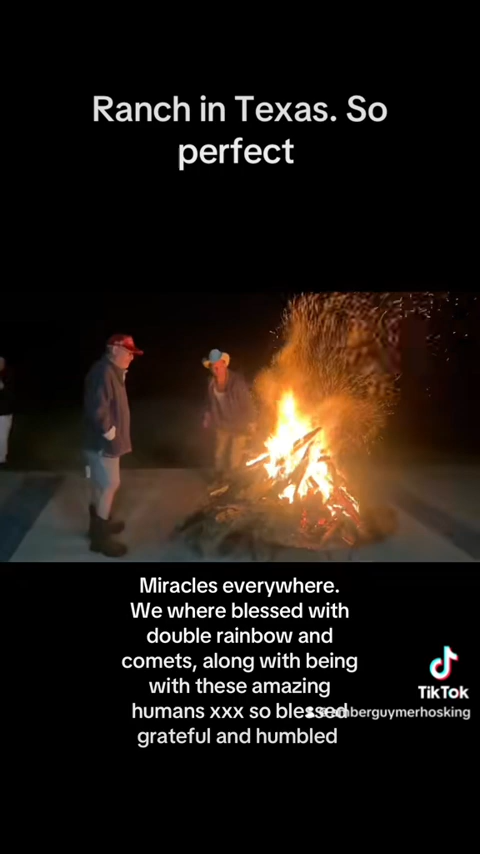 Ranch in Texas. So
perfect
Miracles everywhere.
We where blessed with
double rainbow and
comets, along with being
with these amazing
humans xxx so blessed
grateful and humbled
TikTok